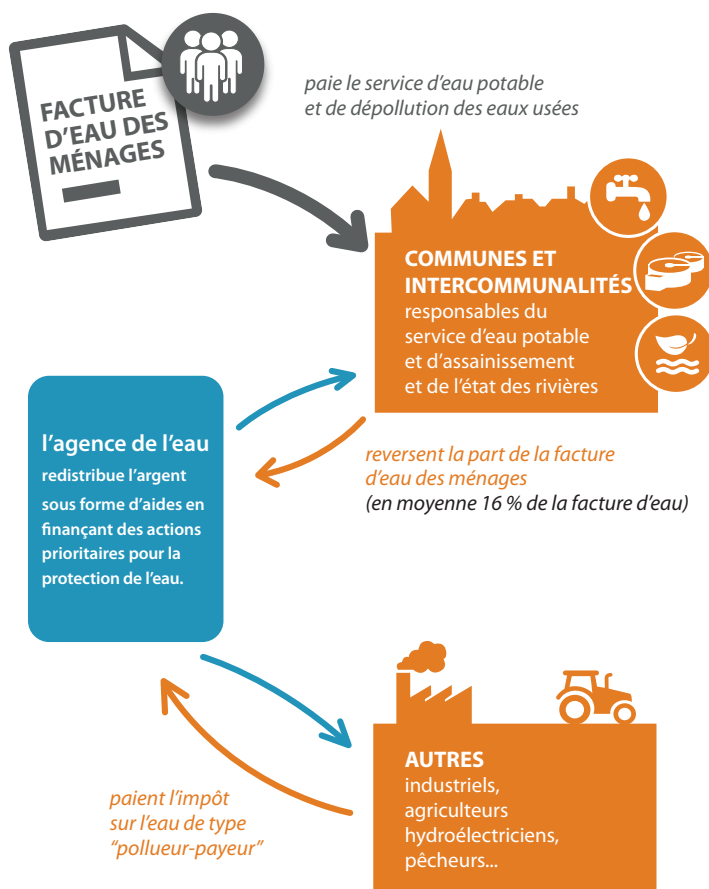 FACTURE
D'EAU DES
MÉNAGES
paie le service d'eau potable
et de dépollution des eaux usées
COMMUNES ET
INTERCOMMUNALITÉS
responsables du
service d'eau potable
et d'assainissement
et de l'état des rivières
l'agence de l'eau
redistribue l'argent
sous forme d'aides en
finançant des actions
prioritaires pour la
protection de l'eau.
reversent la part de la facture
d'eau des ménages
(en moyenne 16 % de la facture d'eau)
AUTRES
industriels,
agriculteurs
hydroélectriciens,
pêcheurs...
paient l'impôt
sur l'eau de type
“pollueur-payeur”